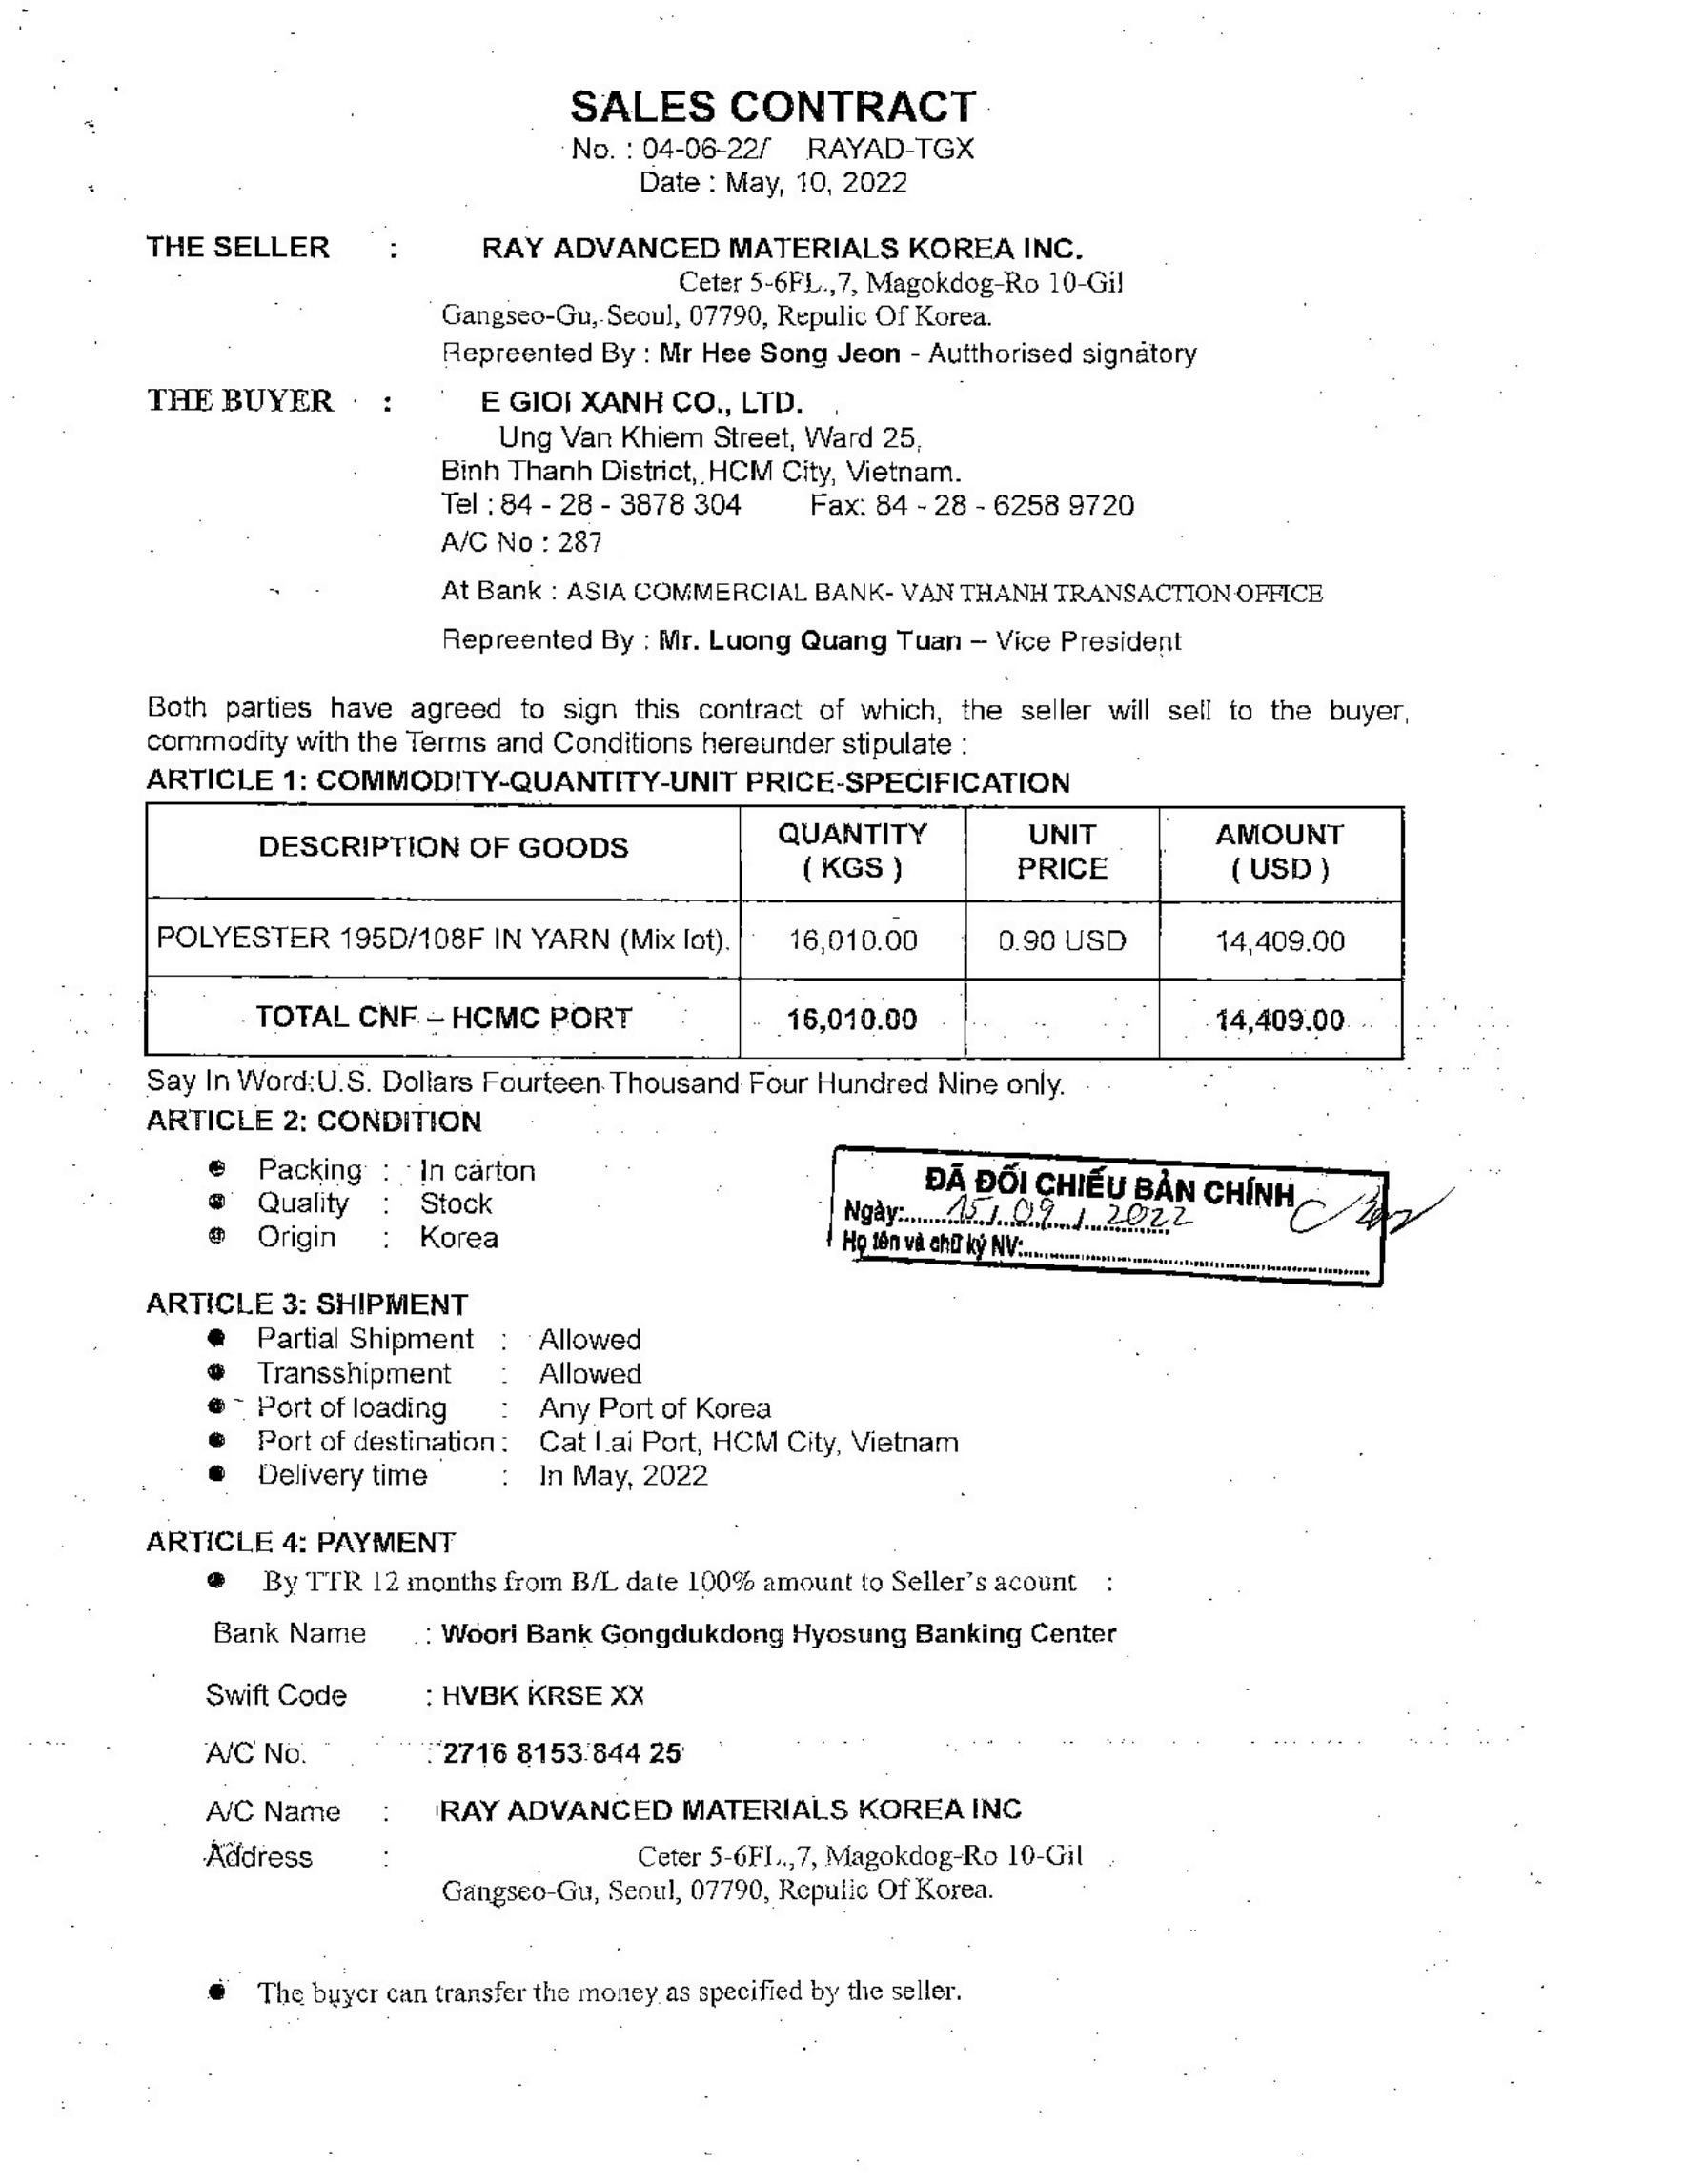 SALES CONTRACT
No. : 04-06-22/ RAYAD-TGX
Date : May, 10, 2022
THE SELLER : RAY ADVANCED MATERIALS KOREA INC.
Ceter 5-6FL.,7, Magokdog-Ro 10-Gil
Gangseo-Gu, Seoul, 07790, Repulic Of Korea.
Repreented By : Mr Hee Song Jeon - Autthorised signatory
THE BUYER : E GIOI XANH CO., LTD.
Ung Van Khiem Street, Ward 25,
Binh Thanh District, HCM City, Vietnam.
Tel : 84 - 28 - 3878 304 Fax: 84 - 28 - 6258 9720
A/C No : 287
At Bank : ASIA COMMERCIAL BANK- VAN THANH TRANSACTION OFFICE
Repreented By : Mr. Luong Quang Tuan – Vice President
Both parties have agreed to sign this contract of which, the seller will sell to the buyer,
commodity with the Terms and Conditions hereunder stipulate :
ARTICLE 1: COMMODITY-QUANTITY-UNIT PRICE-SPECIFICATION
DESCRIPTION OF GOODS QUANTITY ( KGS ) UNIT PRICE AMOUNT ( USD )
POLYESTER 195D/108F IN YARN (Mix lot). 16,010.00 0.90 USD 14,409.00
TOTAL CNF – HCMC PORT 16,010.00 14,409.00
Say In Word:U.S. Dollars Fourteen Thousand Four Hundred Nine only.
ARTICLE 2: CONDITION
Packing : In carton
Quality : Stock
Origin : Korea
ĐÃ ĐỐI CHIẾU BẢN CHÍNH
Ngày: 15 / 09 / 2022
Họ tên và chữ ký NV:
ARTICLE 3: SHIPMENT
Partial Shipment : Allowed
Transshipment : Allowed
Port of loading : Any Port of Korea
Port of destination : Cat Lai Port, HCM City, Vietnam
Delivery time : In May, 2022
ARTICLE 4: PAYMENT
By TTR 12 months from B/L date 100% amount to Seller's acount :
Bank Name : Woori Bank Gongdukdong Hyosung Banking Center
Swift Code : HVBK KRSE XX
A/C No. : 2716 8153 844 25
A/C Name : RAY ADVANCED MATERIALS KOREA INC
Address : Ceter 5-6FL.,7, Magokdog-Ro 10-Gil
Gangseo-Gu, Seoul, 07790, Repulic Of Korea.
The buyer can transfer the money as specified by the seller.